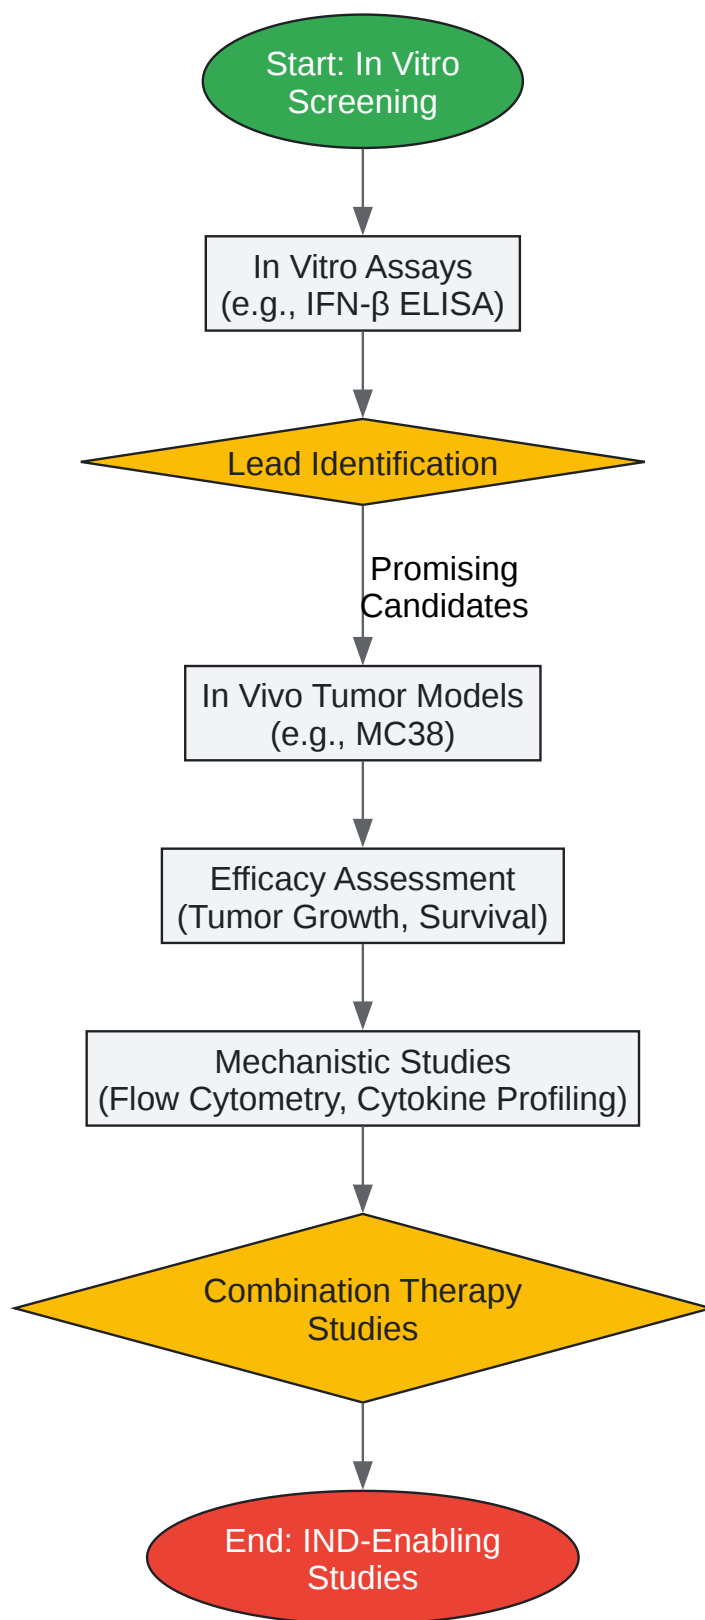 Start: In Vitro
Screening
In Vitro Assays
(e.g., IFN-β ELISA)
Lead Identification
Promising
Candidates
In Vivo Tumor Models
(e.g., MC38)
Efficacy Assessment
(Tumor Growth, Survival)
Mechanistic Studies
(Flow Cytometry, Cytokine Profiling)
Combination Therapy
Studies
End: IND-Enabling
Studies